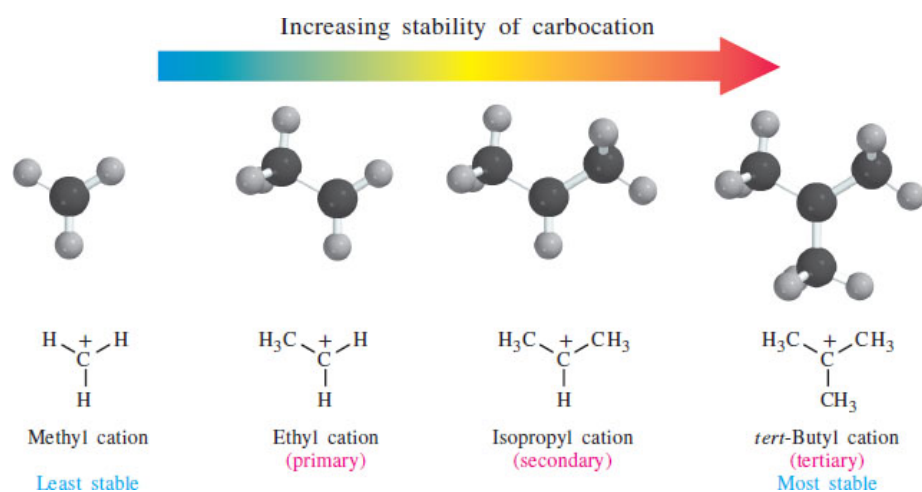 Increasing stability of carbocation
H + H
C
H
H₃C + H
C
H
H₃C + CH₃
C
H
H₃C + CH₃
C
CH₃
Methyl cation
Ethyl cation
(primary)
Isopropyl cation
(secondary)
tert-Butyl cation
(tertiary)
Least stable
Most stable